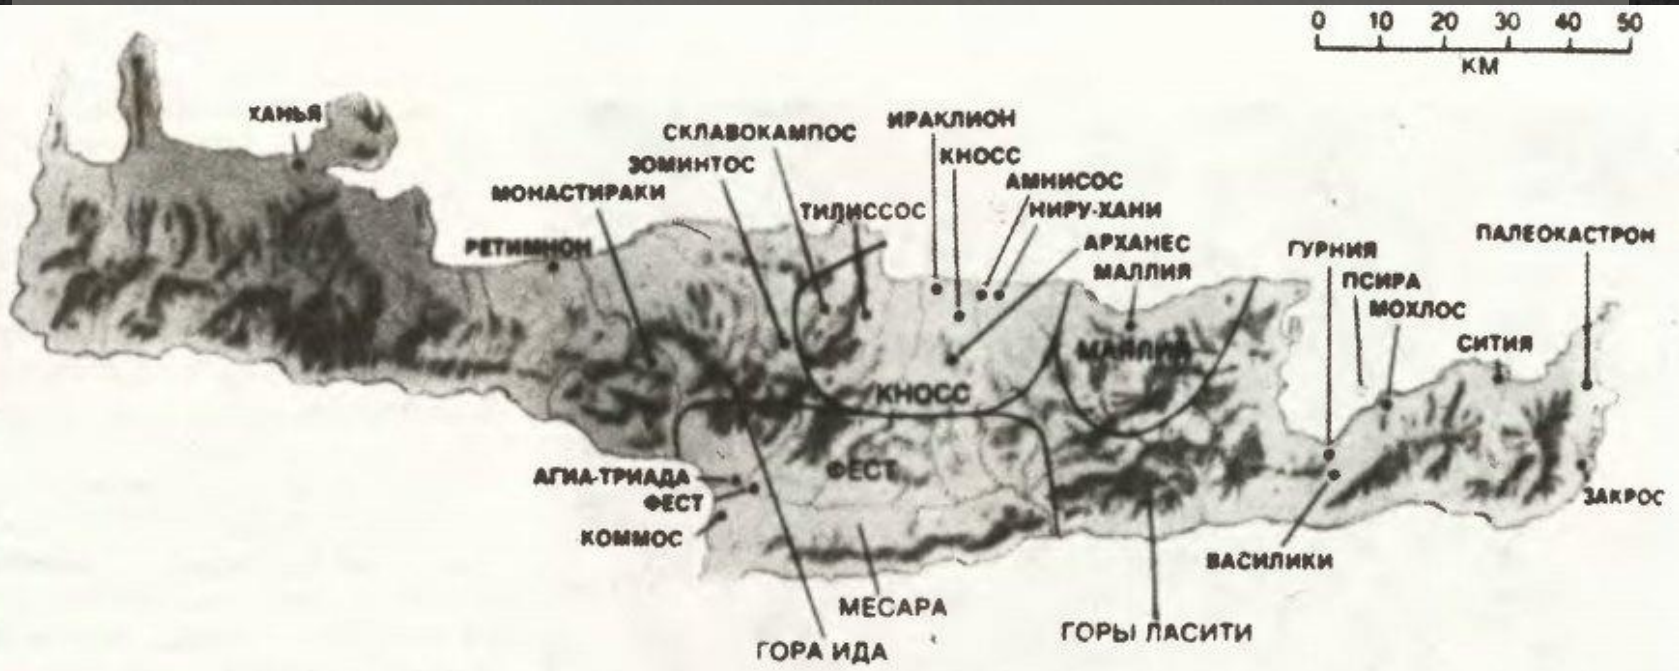 0 10 20 30 40 50
КМ
ХАНЬЯ
СКЛАВОКАМПОС
ИРАКЛИОН
ЗОМИНТОС
КНОСС
МОНАСТИРАКИ
АМНИСОС
ТИЛИССОС
НИРУ-ХАНИ
РЕТИМНОН
АРХАНЕС
МАЛЛИЯ
ГУРНИЯ
ПАЛЕОКАСТРОН
ПСИРА
МОХЛОС
СИТИЯ
МАЛЛИЯ
КНОСС
ФЕСТ
АГИА-ТРИАДА
ФЕСТ
КОММОС
ЗАКРОС
ВАСИЛИКИ
МЕСАРА
ГОРЫ ЛАСИТИ
ГОРА ИДА